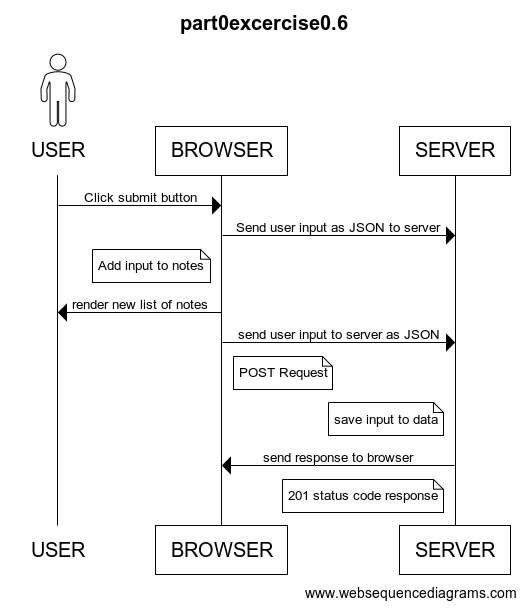 part0excercise0.6
USER
BROWSER
SERVER
Click submit button
Send user input as JSON to server
Add input to notes
render new list of notes
send user input to server as JSON
POST Request
save input to data
send response to browser
201 status code response
USER
BROWSER
SERVER
www.websequencediagrams.com